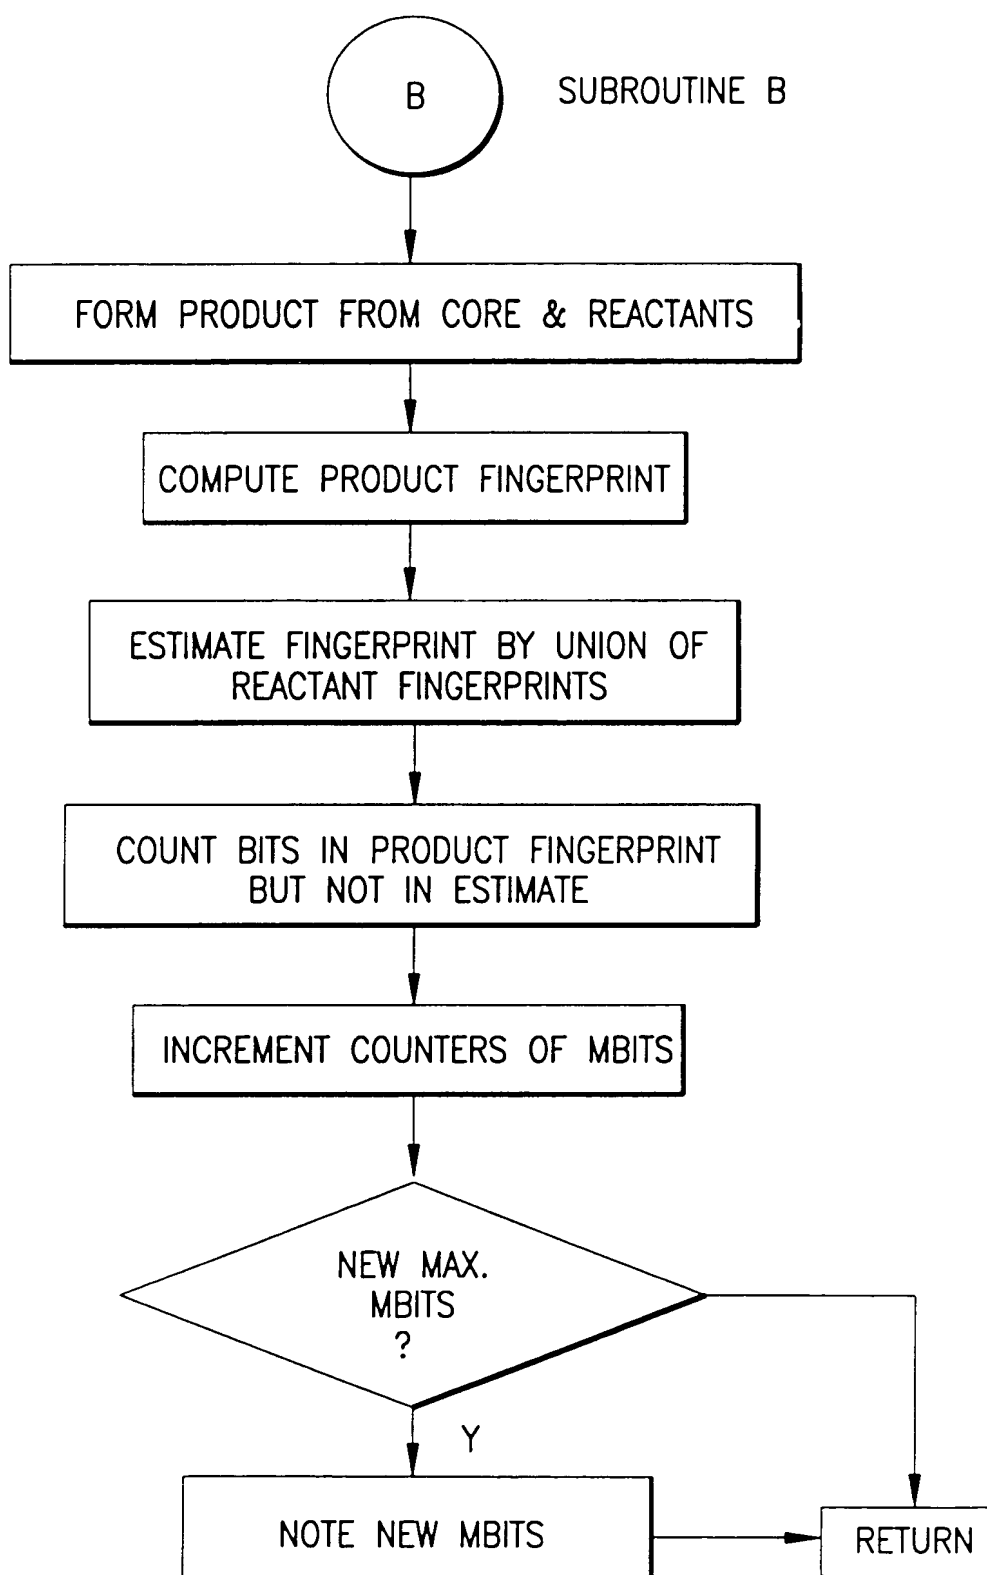 B
SUBROUTINE B
FORM PRODUCT FROM CORE & REACTANTS
COMPUTE PRODUCT FINGERPRINT
ESTIMATE FINGERPRINT BY UNION OF
REACTANT FINGERPRINTS
COUNT BITS IN PRODUCT FINGERPRINT
BUT NOT IN ESTIMATE
INCREMENT COUNTERS OF MBITS
NEW MAX.
MBITS
?
Y
NOTE NEW MBITS
RETURN